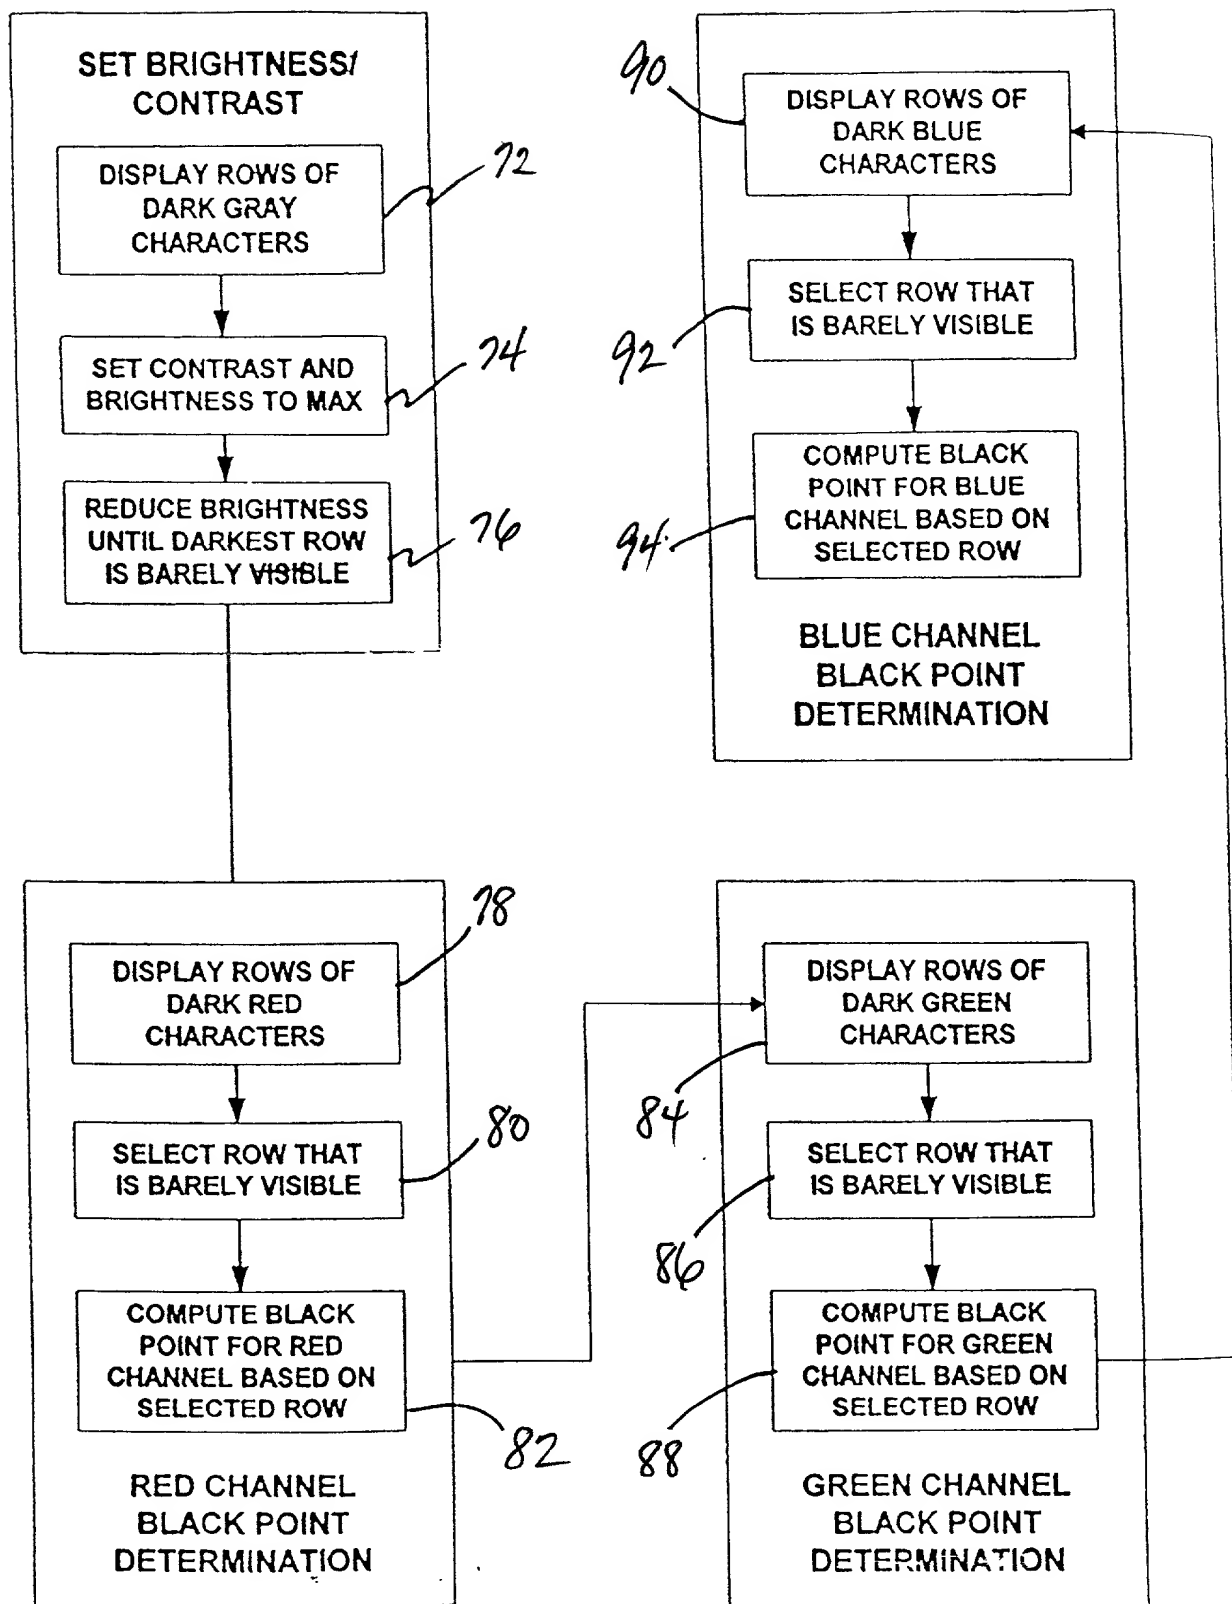 SET BRIGHTNESS/
CONTRAST
DISPLAY ROWS OF
DARK GRAY
CHARACTERS
72
SET CONTRAST AND
BRIGHTNESS TO MAX
74
REDUCE BRIGHTNESS
UNTIL DARKEST ROW
IS BARELY VISIBLE
76
78
DISPLAY ROWS OF
DARK RED
CHARACTERS
SELECT ROW THAT
IS BARELY VISIBLE
80
COMPUTE BLACK
POINT FOR RED
CHANNEL BASED ON
SELECTED ROW
82
RED CHANNEL
BLACK POINT
DETERMINATION
DISPLAY ROWS OF
DARK GREEN
CHARACTERS
84
SELECT ROW THAT
IS BARELY VISIBLE
86
COMPUTE BLACK
POINT FOR GREEN
CHANNEL BASED ON
SELECTED ROW
88
GREEN CHANNEL
BLACK POINT
DETERMINATION
90
DISPLAY ROWS OF
DARK BLUE
CHARACTERS
SELECT ROW THAT
IS BARELY VISIBLE
92
COMPUTE BLACK
POINT FOR BLUE
CHANNEL BASED ON
SELECTED ROW
94
BLUE CHANNEL
BLACK POINT
DETERMINATION